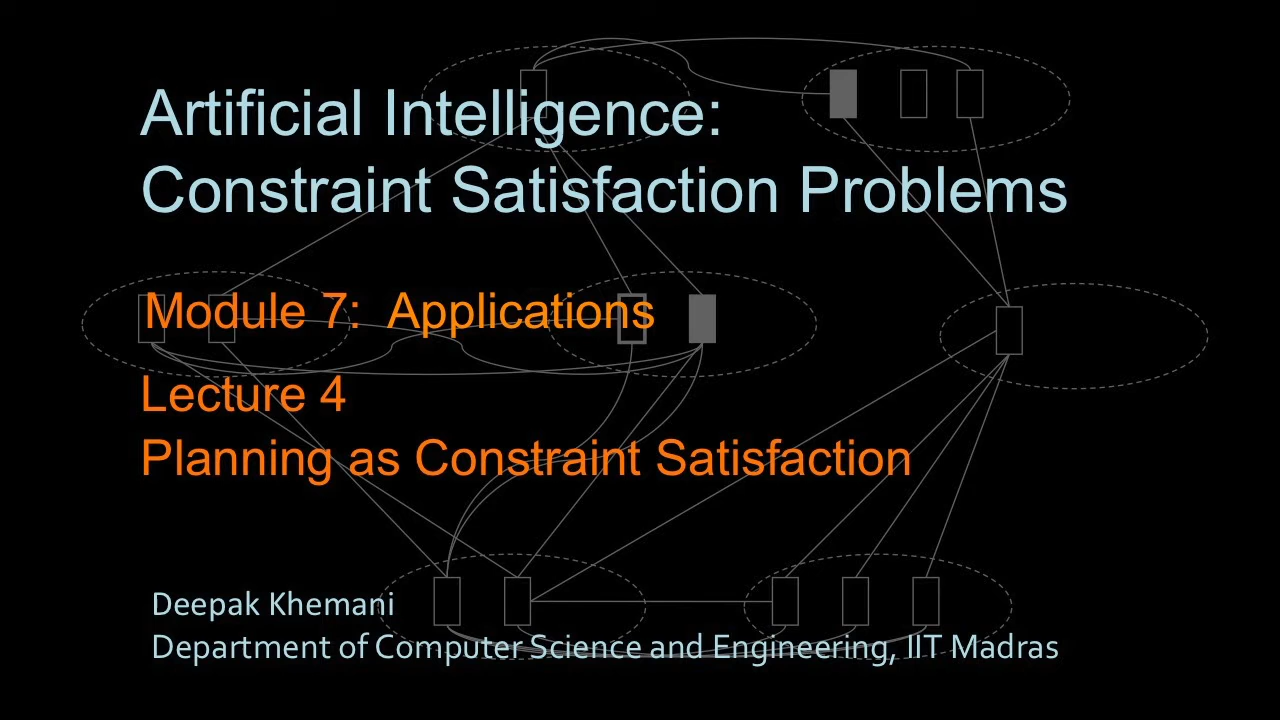 Artificial Intelligence:
Constraint Satisfaction Problems
Module 7: Applications
Lecture 4
Planning as Constraint Satisfaction
Deepak Khemani
Department of Computer Science and Engineering, IIT Madras